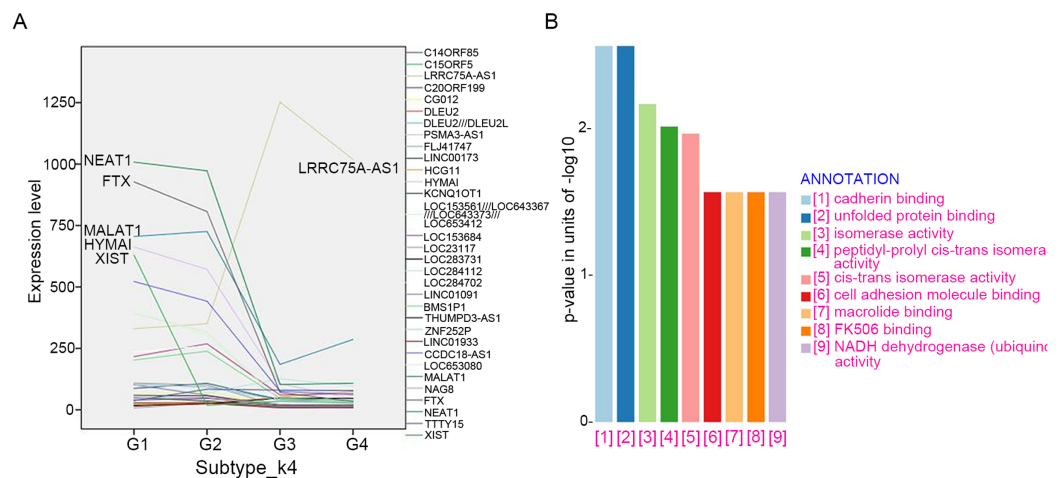 A
Expression level
1250
1000
750
500
250
0
NEAT1
FTX
MALAT1
HYMAI
XIST
LRRC75A-AS1
G1 G2 G3 G4
Subtype_k4
C14ORF85
C15ORF5
LRRC75A-AS1
C20ORF199
CG012
DLEU2
DLEU2///DLEU2L
PSMA3-AS1
FLJ41747
LINC00173
HCG11
HYMAI
KCNQ1OT1
LOC153561///LOC643367
///LOC643373///
LOC653412
LOC153684
LOC23117
LOC283731
LOC284112
LOC284702
LINC01091
BMS1P1
THUMPD3-AS1
ZNF252P
LINC01933
CCDC18-AS1
LOC653080
MALAT1
NAG8
FTX
NEAT1
TTTY15
XIST
B
p-value in units of -log10
2-
1-
0-
[1] [2] [3] [4] [5] [6] [7] [8] [9]
ANNOTATION
[1] cadherin binding
[2] unfolded protein binding
[3] isomerase activity
[4] peptidyl-prolyl cis-trans isomera
activity
[5] cis-trans isomerase activity
[6] cell adhesion molecule binding
[7] macrolide binding
[8] FK506 binding
[9] NADH dehydrogenase (ubiquino
activity